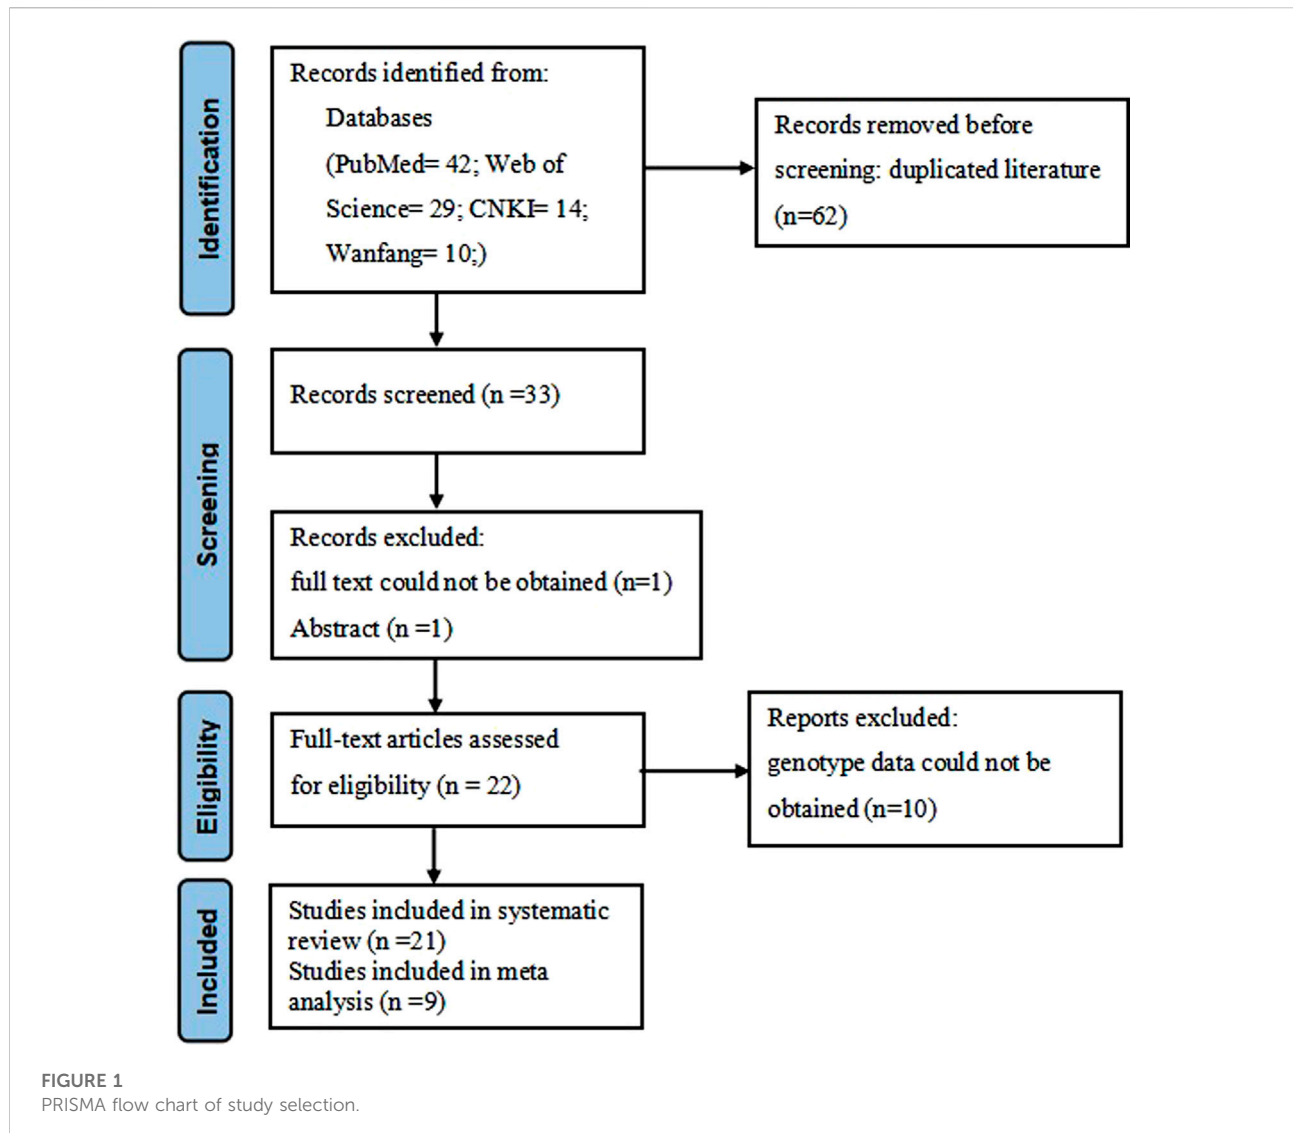 Identification
Records identified from:
Databases
(PubMed= 42; Web of
Science= 29; CNKI= 14;
Wanfang= 10;)
Records removed before
screening: duplicated literature
(n=62)
Screening
Records screened (n =33)
Records excluded:
full text could not be obtained (n=1)
Abstract (n =1)
Eligibility
Full-text articles assessed
for eligibility (n = 22)
Reports excluded:
genotype data could not be
obtained (n=10)
Included
Studies included in systematic
review (n =21)
Studies included in meta
analysis (n =9)
FIGURE 1
PRISMA flow chart of study selection.